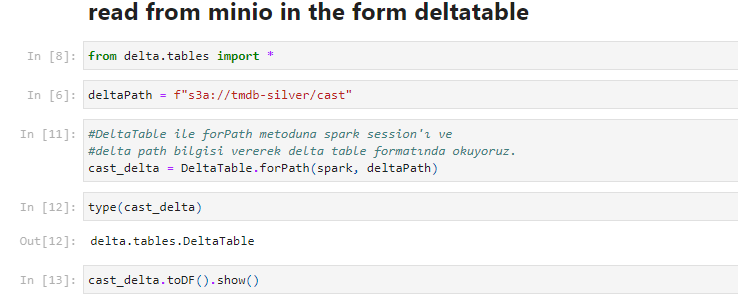 read from minio in the form deltatable
In [8]: from delta.tables import *
In [6]: deltaPath = f"s3a://tmdb-silver/cast"
In [11]: #DeltaTable ile forPath metoduna spark session'ı ve
#delta path bilgisi vererek delta table formatında okuyoruz.
cast_delta = DeltaTable.forPath(spark, deltaPath)
In [12]: type(cast_delta)
Out[12]: delta.tables.DeltaTable
In [13]: cast_delta.toDF().show()